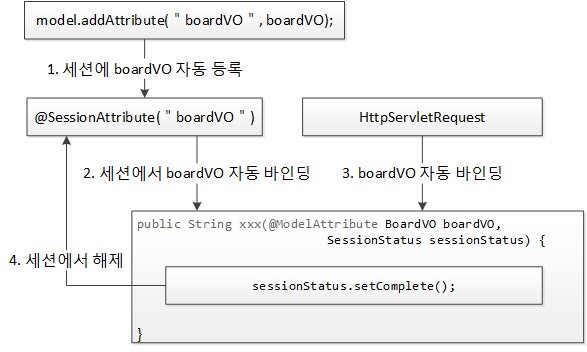 model.addAttribute( " boardVO " , boardVO);
1. 세션에 boardVO 자동 등록
@SessionAttribute( " boardVO " )
HttpServletRequest
2. 세션에서 boardVO 자동 바인딩
3. boardVO 자동 바인딩
public String xxx(@ModelAttribute BoardVO boardVO,
SessionStatus sessionStatus) {
4. 세션에서 해제
sessionStatus.setComplete();
}